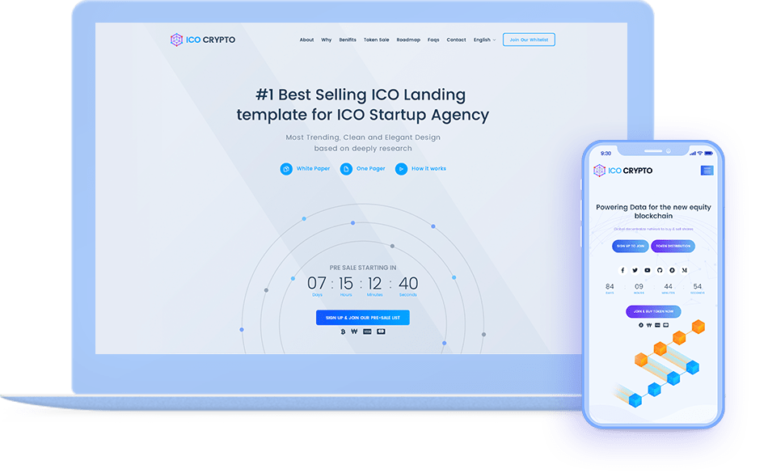 ICO CRYPTO
About Why Benifits Token Sale Roadmap Faqs Contact English Join Our Whitelist
#1 Best Selling ICO Landing
template for ICO Startup Agency
Most Trending, Clean and Elegant Design
based on deeply research
White Paper One Pager How it works
PRE SALE STARTING IN
07 : 15 : 12 : 40
Days Hours Minutes Seconds
SIGN UP & JOIN OUR PRE-SALE LIST
9:30
ICO CRYPTO
Powering Data for the new equity
blockchain
SIGN UP TO JOIN TOKEN DISTRIBUTION
84 09 44 54
JOIN & BUY TOKEN NOW